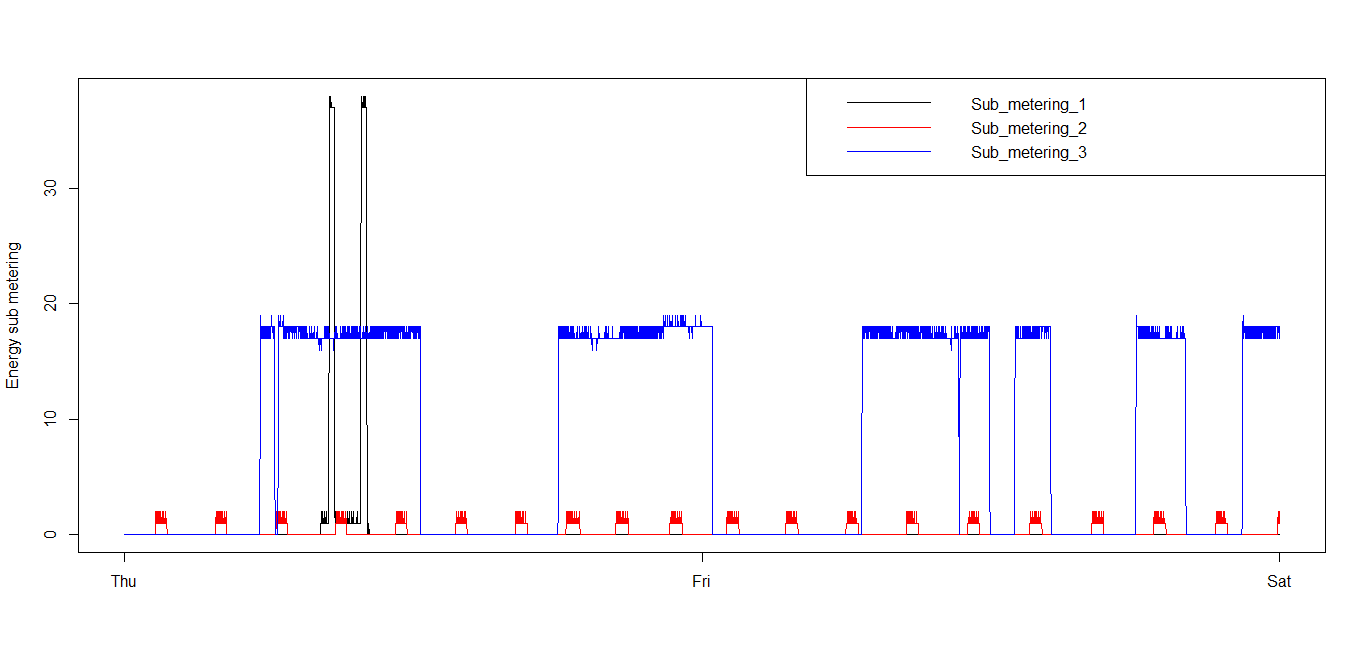 Sub_metering_1
Sub_metering_2
Sub_metering_3
Energy sub metering
30
20
10
0
Thu
Fri
Sat